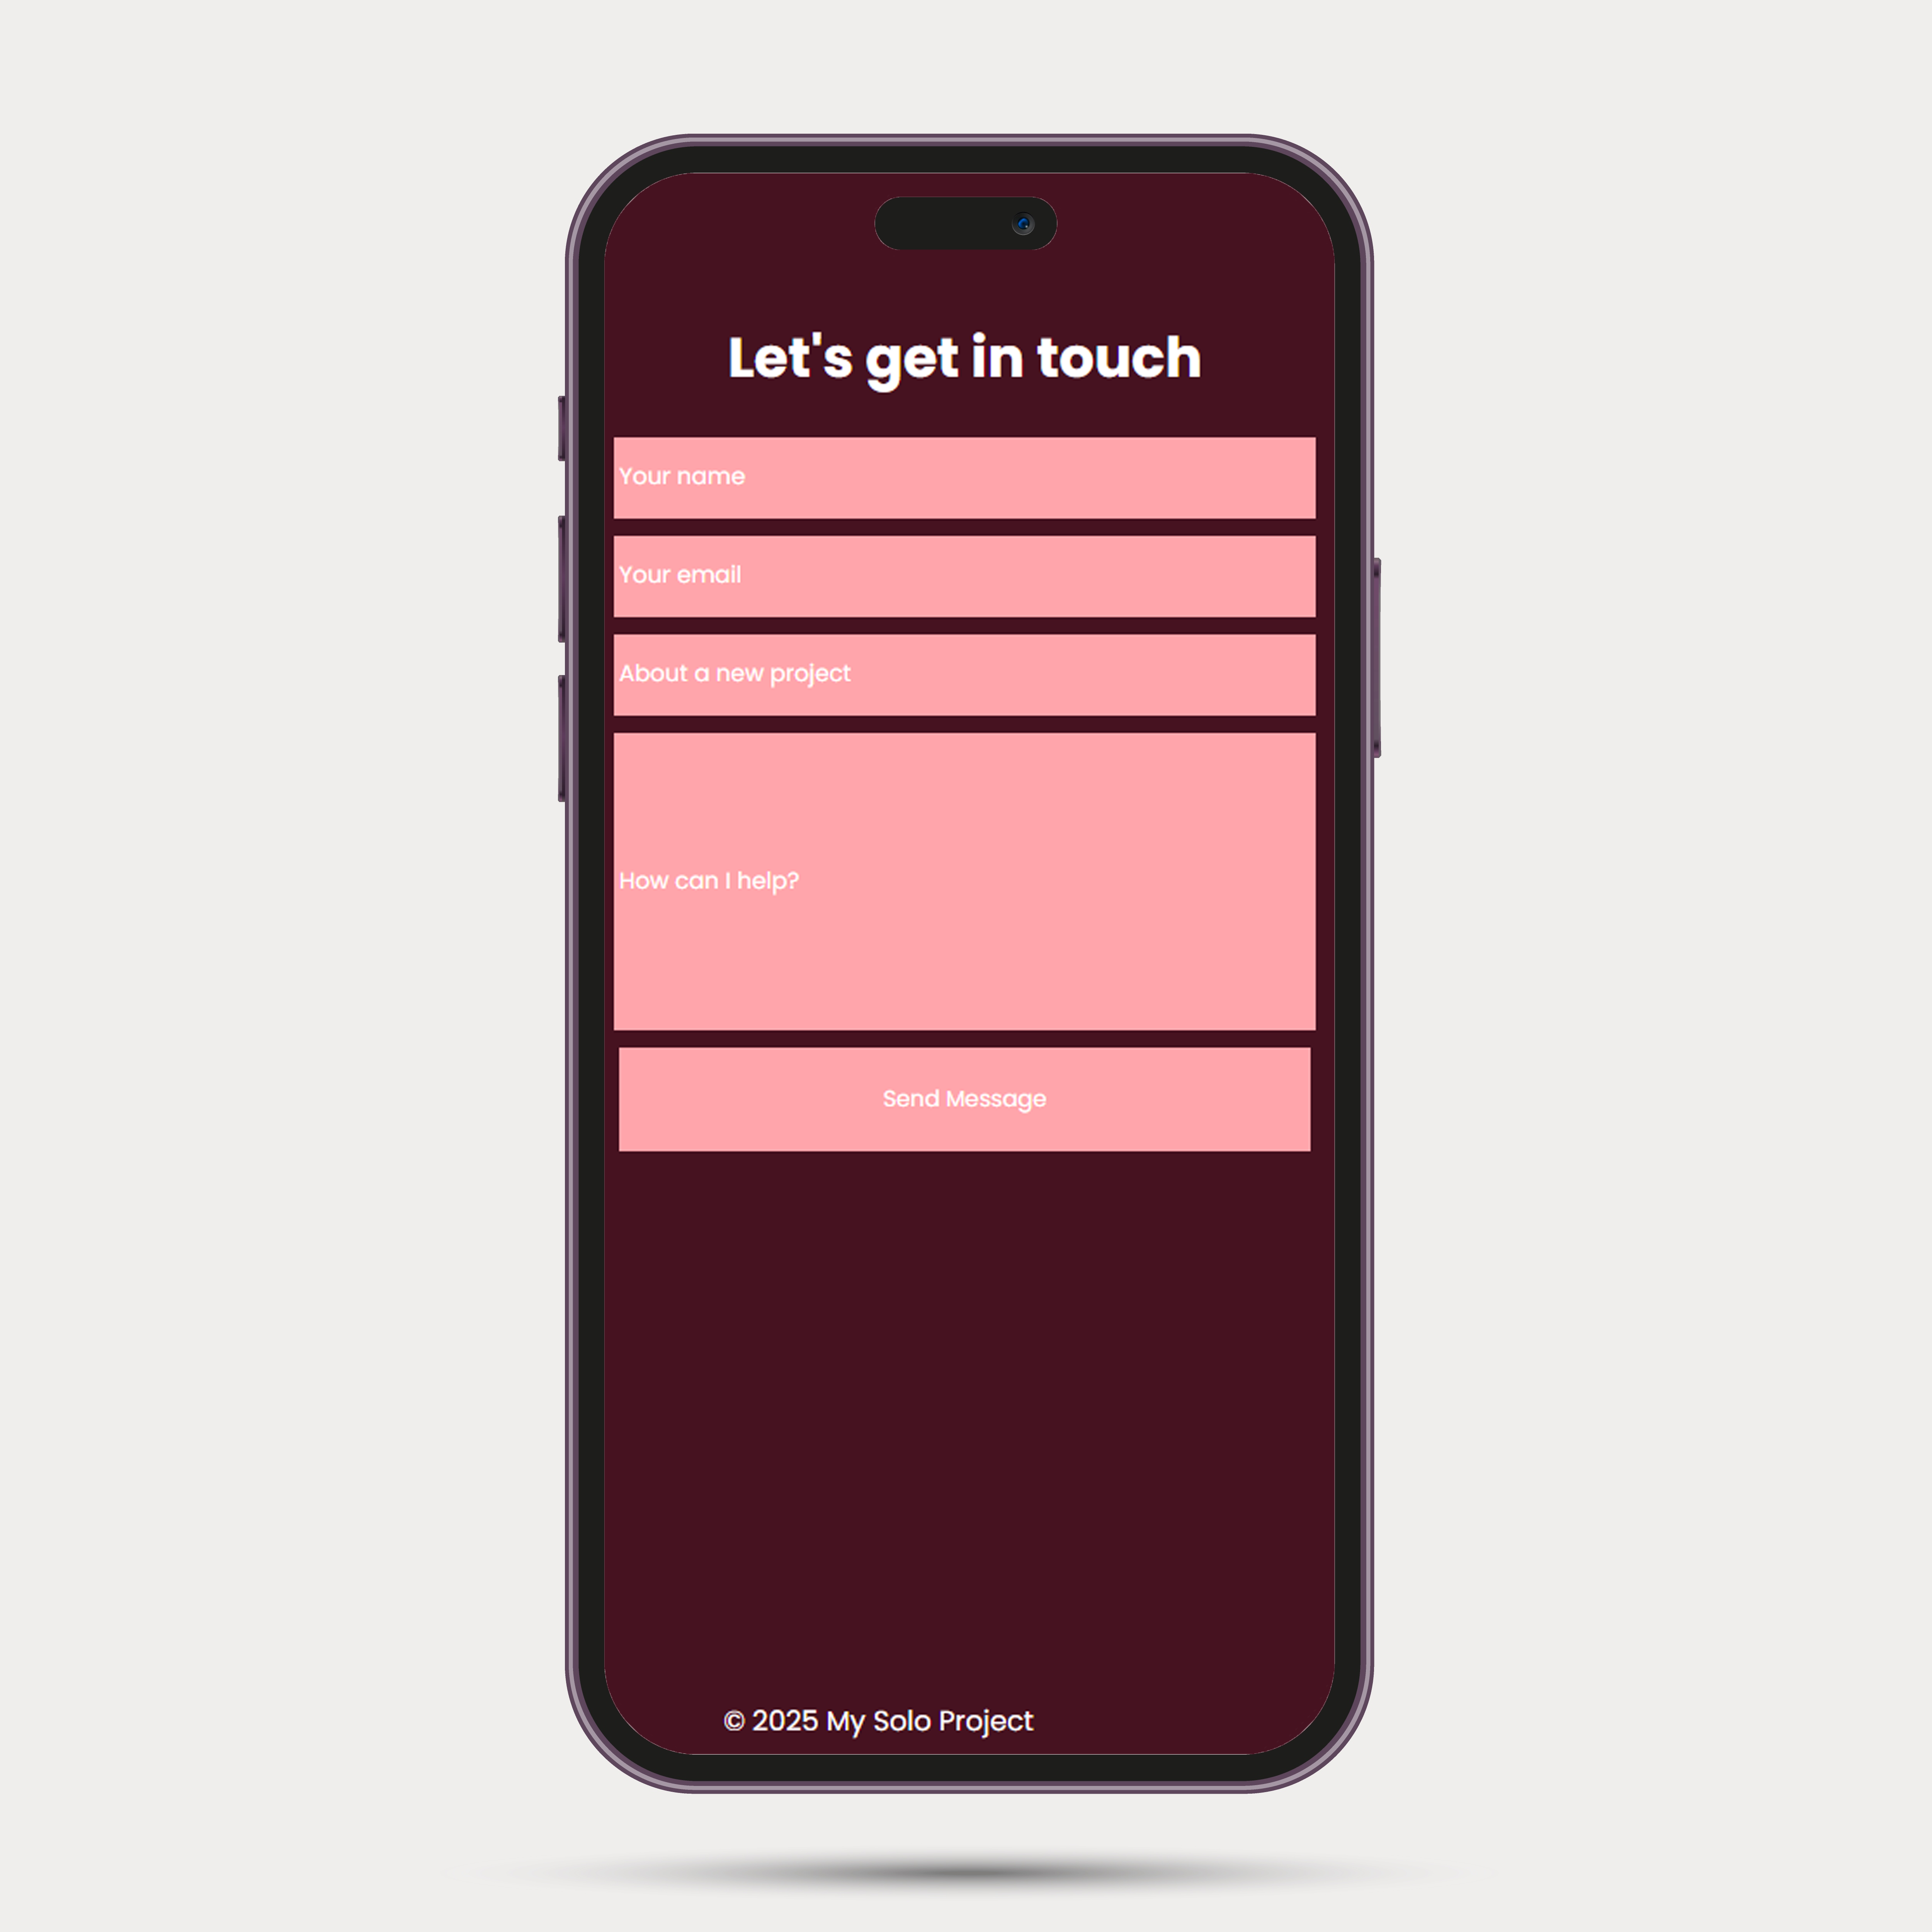 Let's get in touch
Your name
Your email
About a new project
How can I help?
Send Message
© 2025 My Solo Project